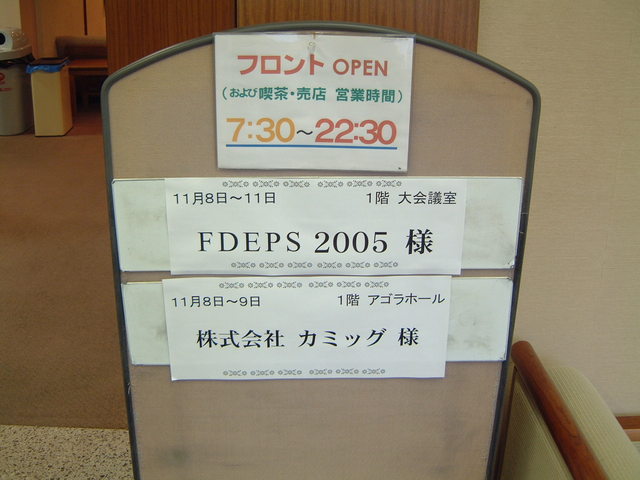 フロント OPEN
(および喫茶・売店 営業時間)
7:30~22:30
11月8日～11日 1階 大会議室
FDEPS 2005 様
11月8日～9日 1階 アゴラホール
株式会社 カミッグ 様